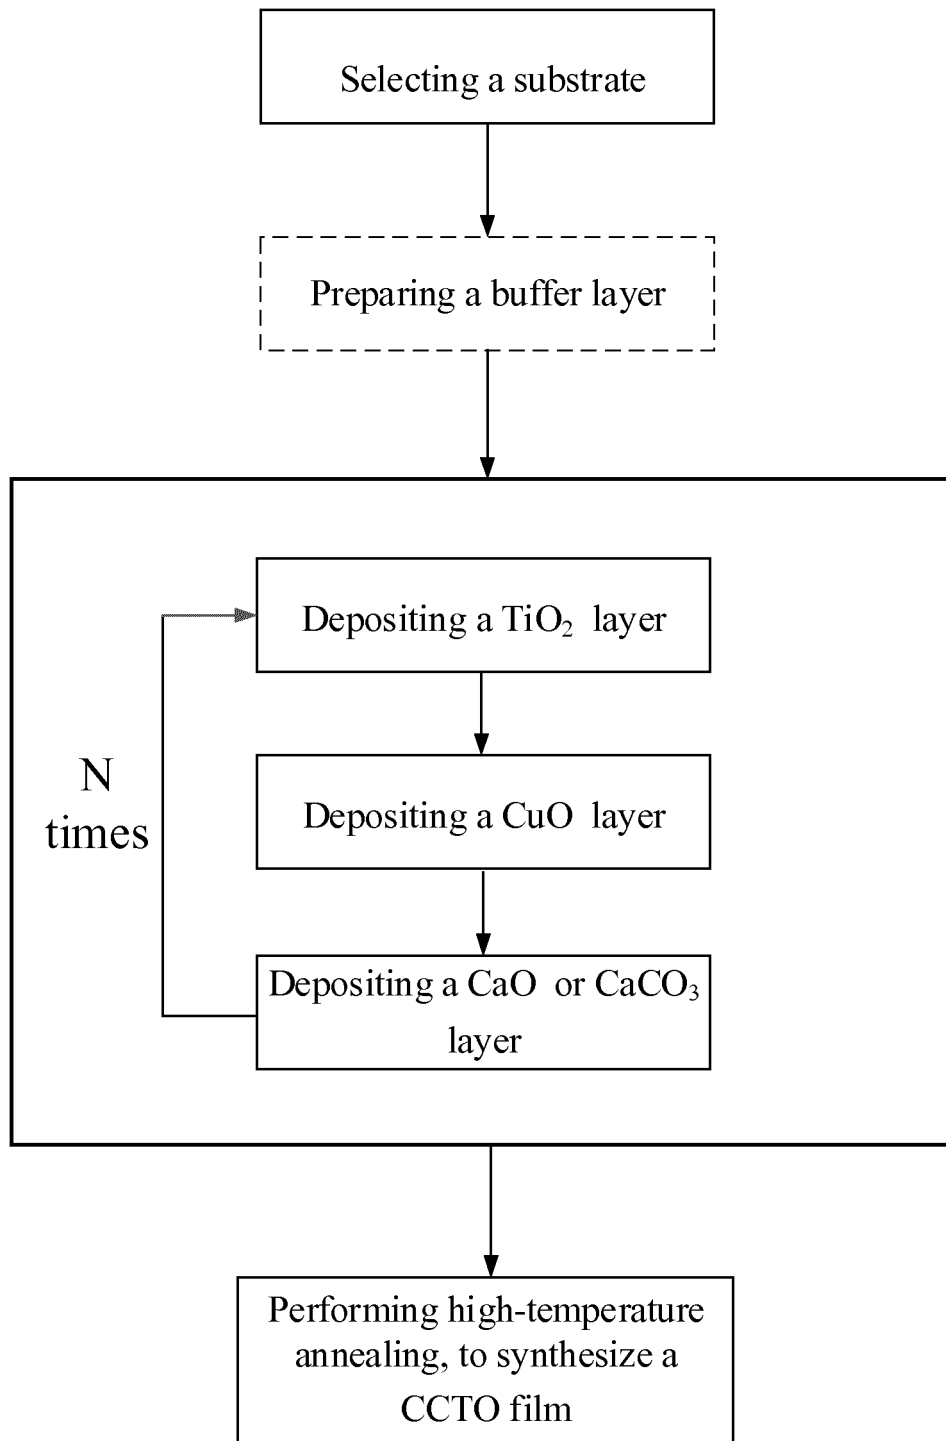 Selecting a substrate
Preparing a buffer layer
Depositing a TiO₂ layer
N
times
Depositing a CuO layer
Depositing a CaO or CaCO₃
layer
Performing high-temperature
annealing, to synthesize a
CCTO film